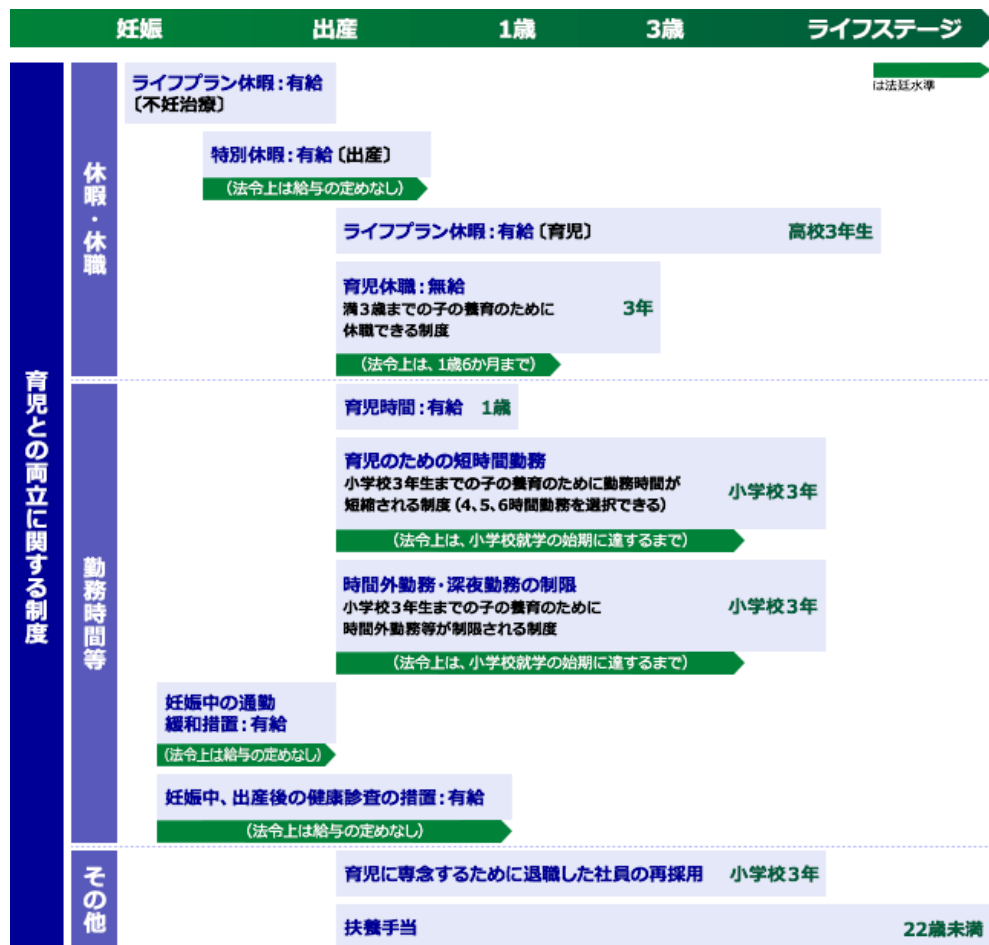 妊娠 出産 1歳 3歳 ライフステージ
は法廷水準
育児との両立に関する制度
休暇・休職
ライフプラン休暇：有給
〔不妊治療〕
特別休暇：有給〔出産〕
（法令上は給与の定めなし）
ライフプラン休暇：有給〔育児〕 高校3年生
育児休職：無給
満3歳までの子の養育のために
休職できる制度
3年
（法令上は、1歳6か月まで）
勤務時間等
育児時間：有給 1歳
育児のための短時間勤務
小学校3年生までの子の養育のために勤務時間が
短縮される制度（4、5、6時間勤務を選択できる）
小学校3年
（法令上は、小学校就学の始期に達するまで）
時間外勤務・深夜勤務の制限
小学校3年生までの子の養育のために
時間外勤務等が制限される制度
小学校3年
（法令上は、小学校就学の始期に達するまで）
妊娠中の通勤
緩和措置：有給
（法令上は給与の定めなし）
妊娠中、出産後の健康診査の措置：有給
（法令上は給与の定めなし）
その他
育児に専念するために退職した社員の再採用 小学校3年
扶養手当 22歳未満